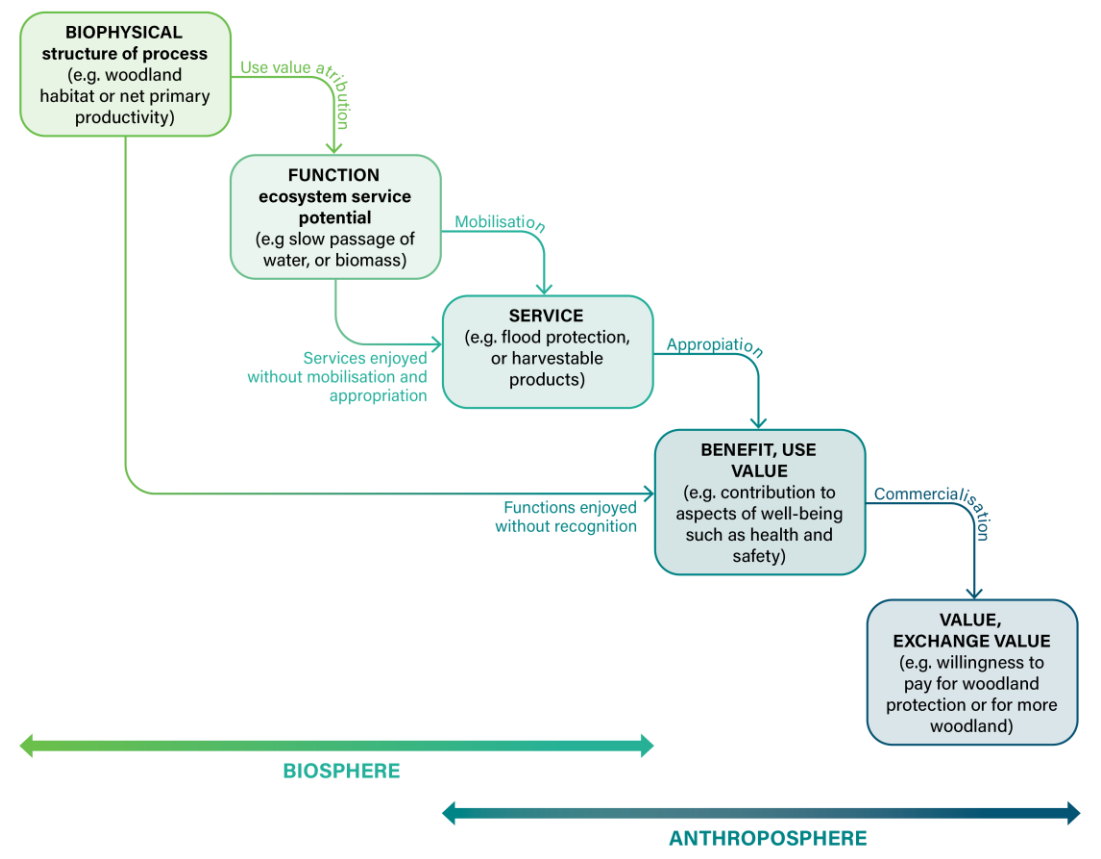 BIOPHYSICAL
structure of process
(e.g. woodland
habitat or net primary
productivity)
Use value atribution
FUNCTION
ecosystem service
potential
(e.g slow passage of
water, or biomass)
Mobilisation
Services enjoyed
without mobilisation and
appropriation
SERVICE
(e.g. flood protection,
or harvestable
products)
Appropiation
Functions enjoyed
without recognition
BENEFIT, USE
VALUE
(e.g. contribution to
aspects of well-being
such as health and
safety)
Commercialisation
VALUE,
EXCHANGE VALUE
(e.g. willingness to
pay for woodland
protection or for more
woodland)
BIOSPHERE
ANTHROPOSPHERE